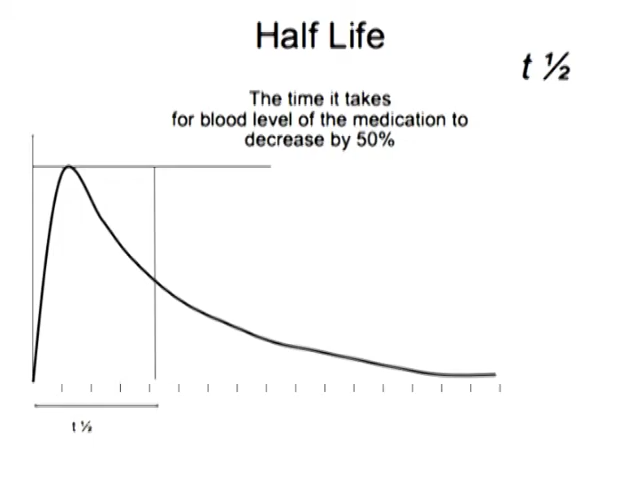 Half Life
t ½
The time it takes
for blood level of the medication to
decrease by 50%
t ½